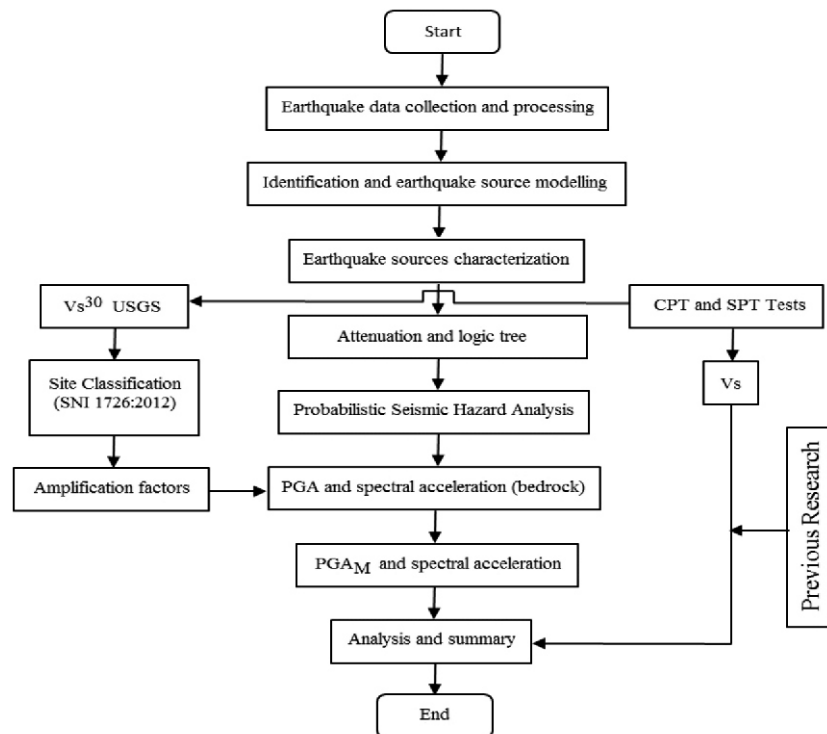 Start
Earthquake data collection and processing
Identification and earthquake source modelling
Earthquake sources characterization
Vs30 USGS
CPT and SPT Tests
Attenuation and logic tree
Site Classification
(SNI 1726:2012)
Vs
Probabilistic Seismic Hazard Analysis
Previous Research
Amplification factors
PGA and spectral acceleration (bedrock)
PGAM and spectral acceleration
Analysis and summary
End